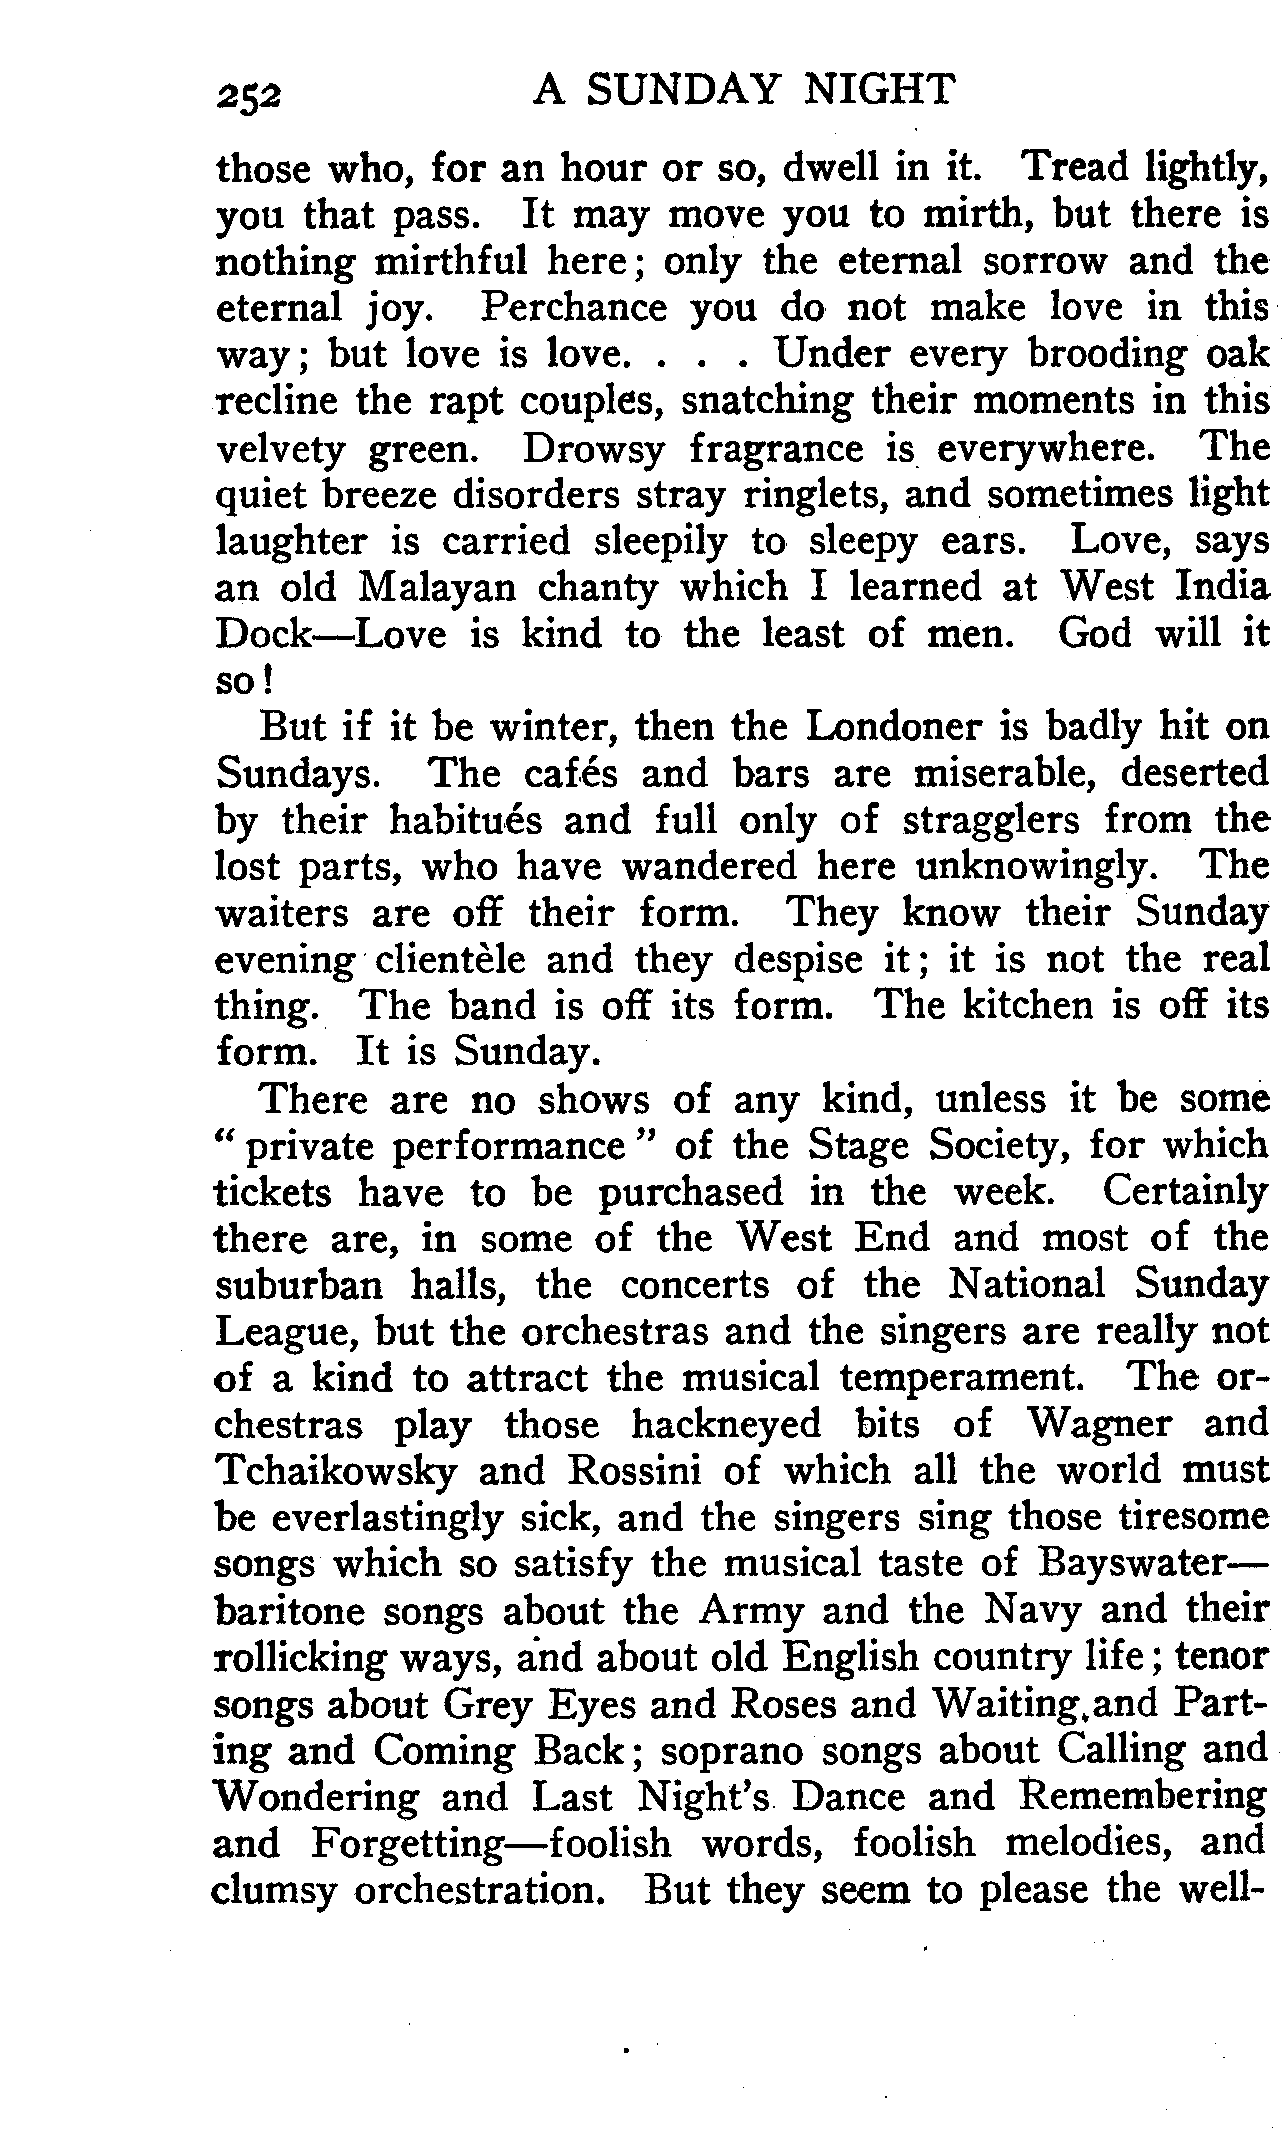 252 A SUNDAY NIGHT
those who, for an hour or so, dwell in it. Tread lightly,
you that pass. It may move you to mirth, but there is
nothing mirthful here; only the eternal sorrow and the
eternal joy. Perchance you do not make love in this
way; but love is love. . . . Under every brooding oak
recline the rapt couples, snatching their moments in this
velvety green. Drowsy fragrance is everywhere. The
quiet breeze disorders stray ringlets, and sometimes light
laughter is carried sleepily to sleepy ears. Love, says
an old Malayan chanty which I learned at West India
Dock—Love is kind to the least of men. God will it
so!
But if it be winter, then the Londoner is badly hit on
Sundays. The cafés and bars are miserable, deserted
by their habitués and full only of stragglers from the
lost parts, who have wandered here unknowingly. The
waiters are off their form. They know their Sunday
evening clientèle and they despise it; it is not the real
thing. The band is off its form. The kitchen is off its
form. It is Sunday.
There are no shows of any kind, unless it be some
“ private performance ” of the Stage Society, for which
tickets have to be purchased in the week. Certainly
there are, in some of the West End and most of the
suburban halls, the concerts of the National Sunday
League, but the orchestras and the singers are really not
of a kind to attract the musical temperament. The or-
chestras play those hackneyed bits of Wagner and
Tchaikowsky and Rossini of which all the world must
be everlastingly sick, and the singers sing those tiresome
songs which so satisfy the musical taste of Bayswater—
baritone songs about the Army and the Navy and their
rollicking ways, and about old English country life; tenor
songs about Grey Eyes and Roses and Waiting and Part-
ing and Coming Back; soprano songs about Calling and
Wondering and Last Night's Dance and Remembering
and Forgetting—foolish words, foolish melodies, and
clumsy orchestration. But they seem to please the well-